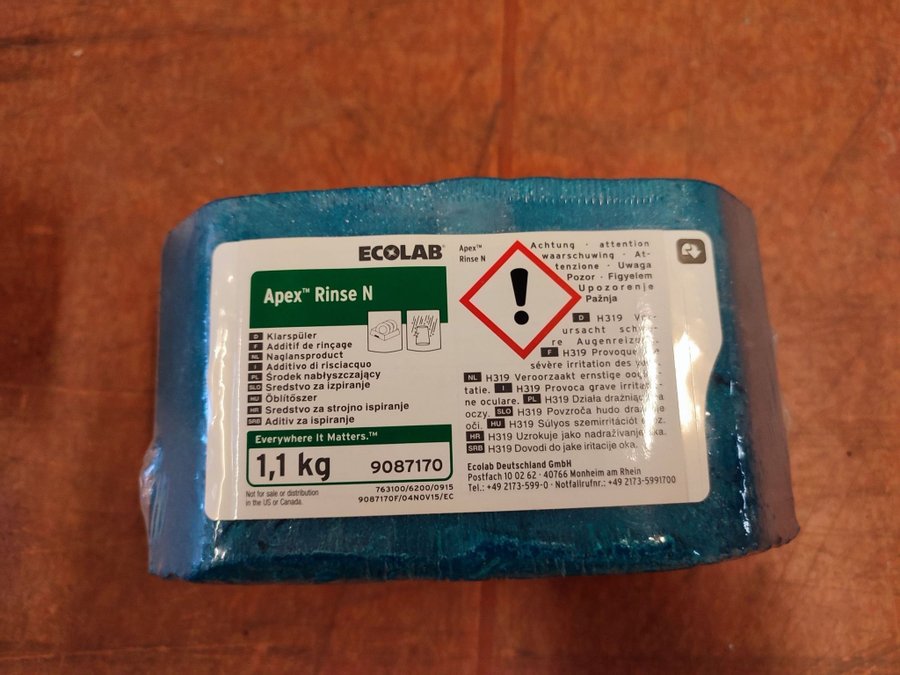 ECOLAB®
Apex™ Rinse N
D Klarspüler
F Additif de rinçage
NL Naglansproduct
I Additivo di risciacquo
PL Środek nabłyszczający
SLO Sredstvo za izpiranje
HU Öblítőszer
HR Sredstvo za strojno ispiranje
SRB Aditiv za ispiranje
Everywhere It Matters.™
1,1 kg 9087170
Not for sale or distribution
in the US or Canada.
763100/6200/0915
9087170F/04NOV15/EC
Apex™
Rinse N
Achtung · attention
waarschuwing · At-
tenzione · Uwaga
Pozor · Figyelem
Upozorenje
Pažnja
D H319 Ver-
ursacht schwe-
re Augenreizung.
F H319 Provoque
sévère irritation des
NL H319 Veroorzaakt ernstige
tatie. I H319 Provoca grave irrita-
ne oculare. PL H319 Działa drażniąco na
oczy. SLO H319 Povzroča hudo draženje
oči. HU H319 Súlyos szemirritációt okoz.
HR H319 Uzrokuje jako nadraživanje oka.
SRB H319 Dovodi do jake iritacije oka.
Ecolab Deutschland GmbH
Postfach 10 02 62 · 40766 Monheim am Rhein
Tel.: +49 2173-599-0 · Notfallrufnr.: +49 2173-5991700